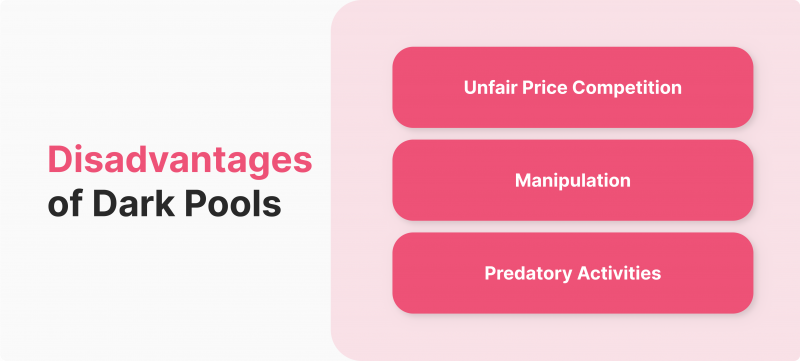 Disadvantages
of Dark Pools
Unfair Price Competition
Manipulation
Predatory Activities